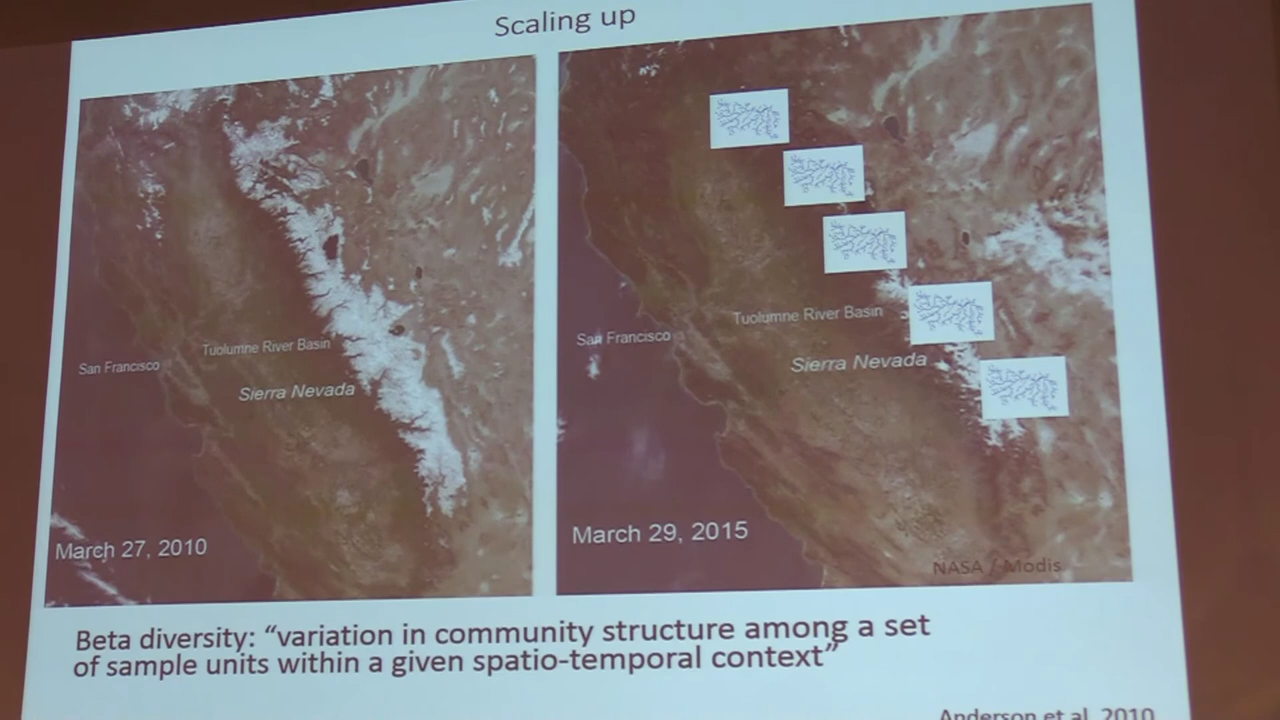 Scaling up
San Francisco
Tuolumne River Basin
Sierra Nevada
March 27, 2010
San Francisco
Tuolumne River Basin
Sierra Nevada
March 29, 2015
NASA / Modis
Beta diversity: “variation in community structure among a set
of sample units within a given spatio-temporal context”
Anderson et al. 2010